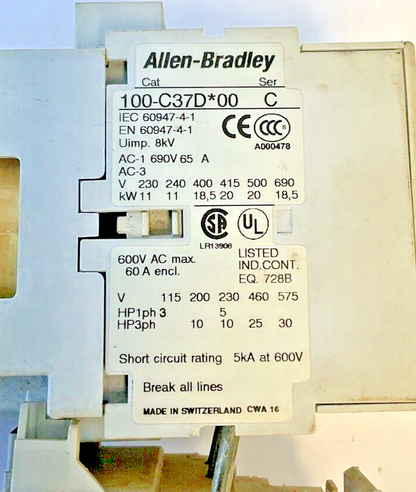 Allen-Bradley
Cat Ser
100-C37D*00 C
IEC 60947-4-1
EN 60947-4-1
Uimp. 8kV
CE CCC S
A000478
AC-1 690V 65 A
AC-3
V 230 240 400 415 500 690
kW 11 11 18,5 20 20 18,5
SA UL
LR13908
600V AC max.
60 A encl.
LISTED
IND.CONT.
EQ. 728B
V 115 200 230 460 575
HP1ph 3 5
HP3ph 10 10 25 30
Short circuit rating 5kA at 600V
Break all lines
MADE IN SWITZERLAND CWA 16